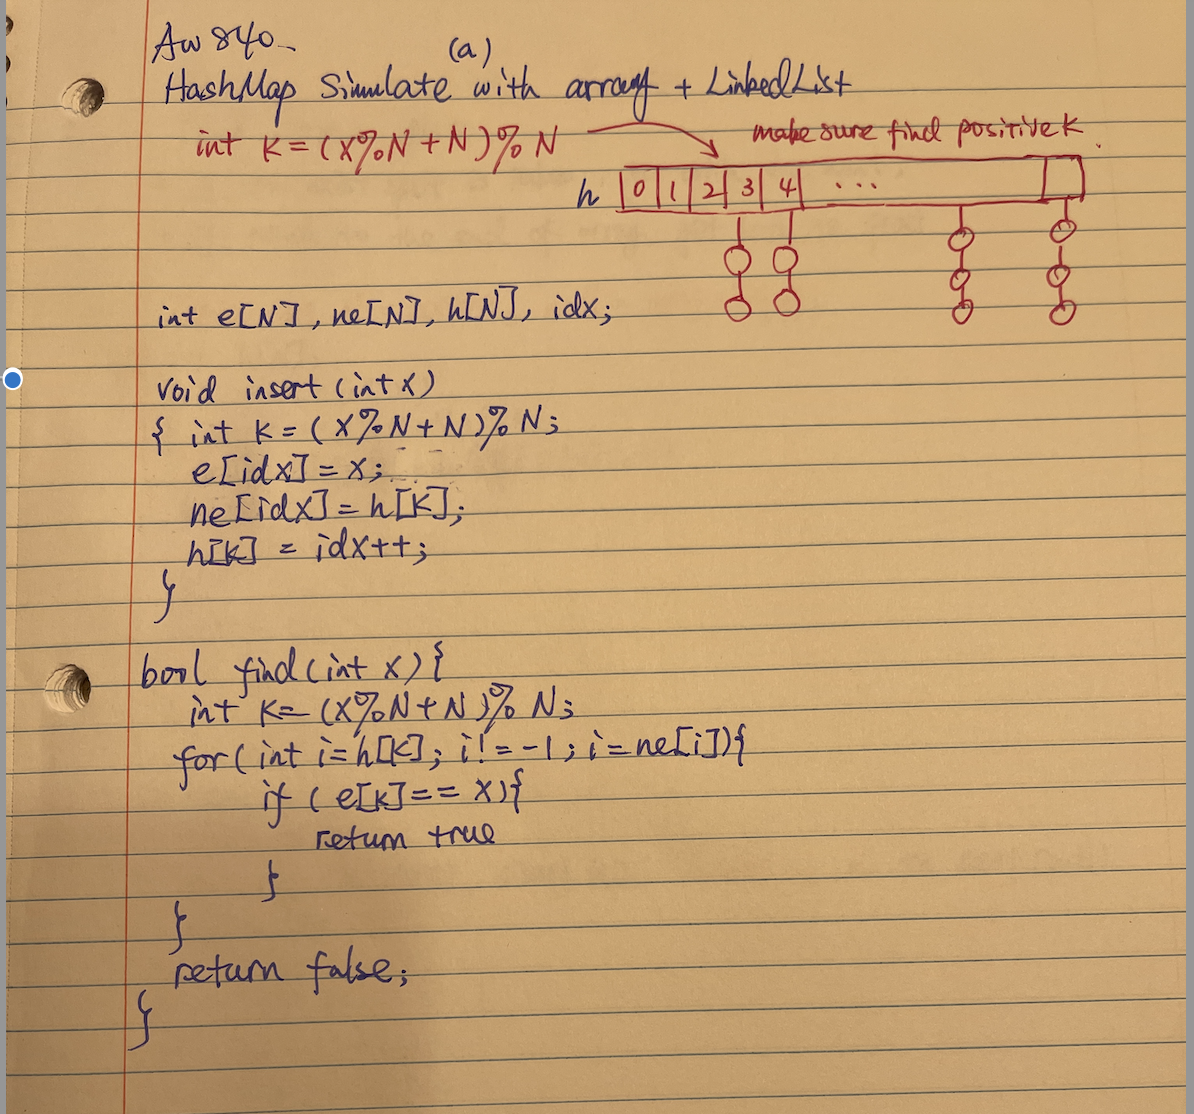 Aw 840 (a)
HashMap Simulate with array + LinkedList
int k = (x%N + N)% N make sure find positive k.
h 0 1 2 3 4 ...
int e[N], ne[N], h[N], idx;
void insert (int x)
{ int k = (x%N+N)%N;
e[idx] = x;
ne[idx] = h[k];
h[k] = idx++;
}
bool find(int x){
int k= (x%N+N)% N;
for(int i=h[k]; i!=-1; i=ne[i]){
if (e[k]== x){
return true
}
}
return false;
}